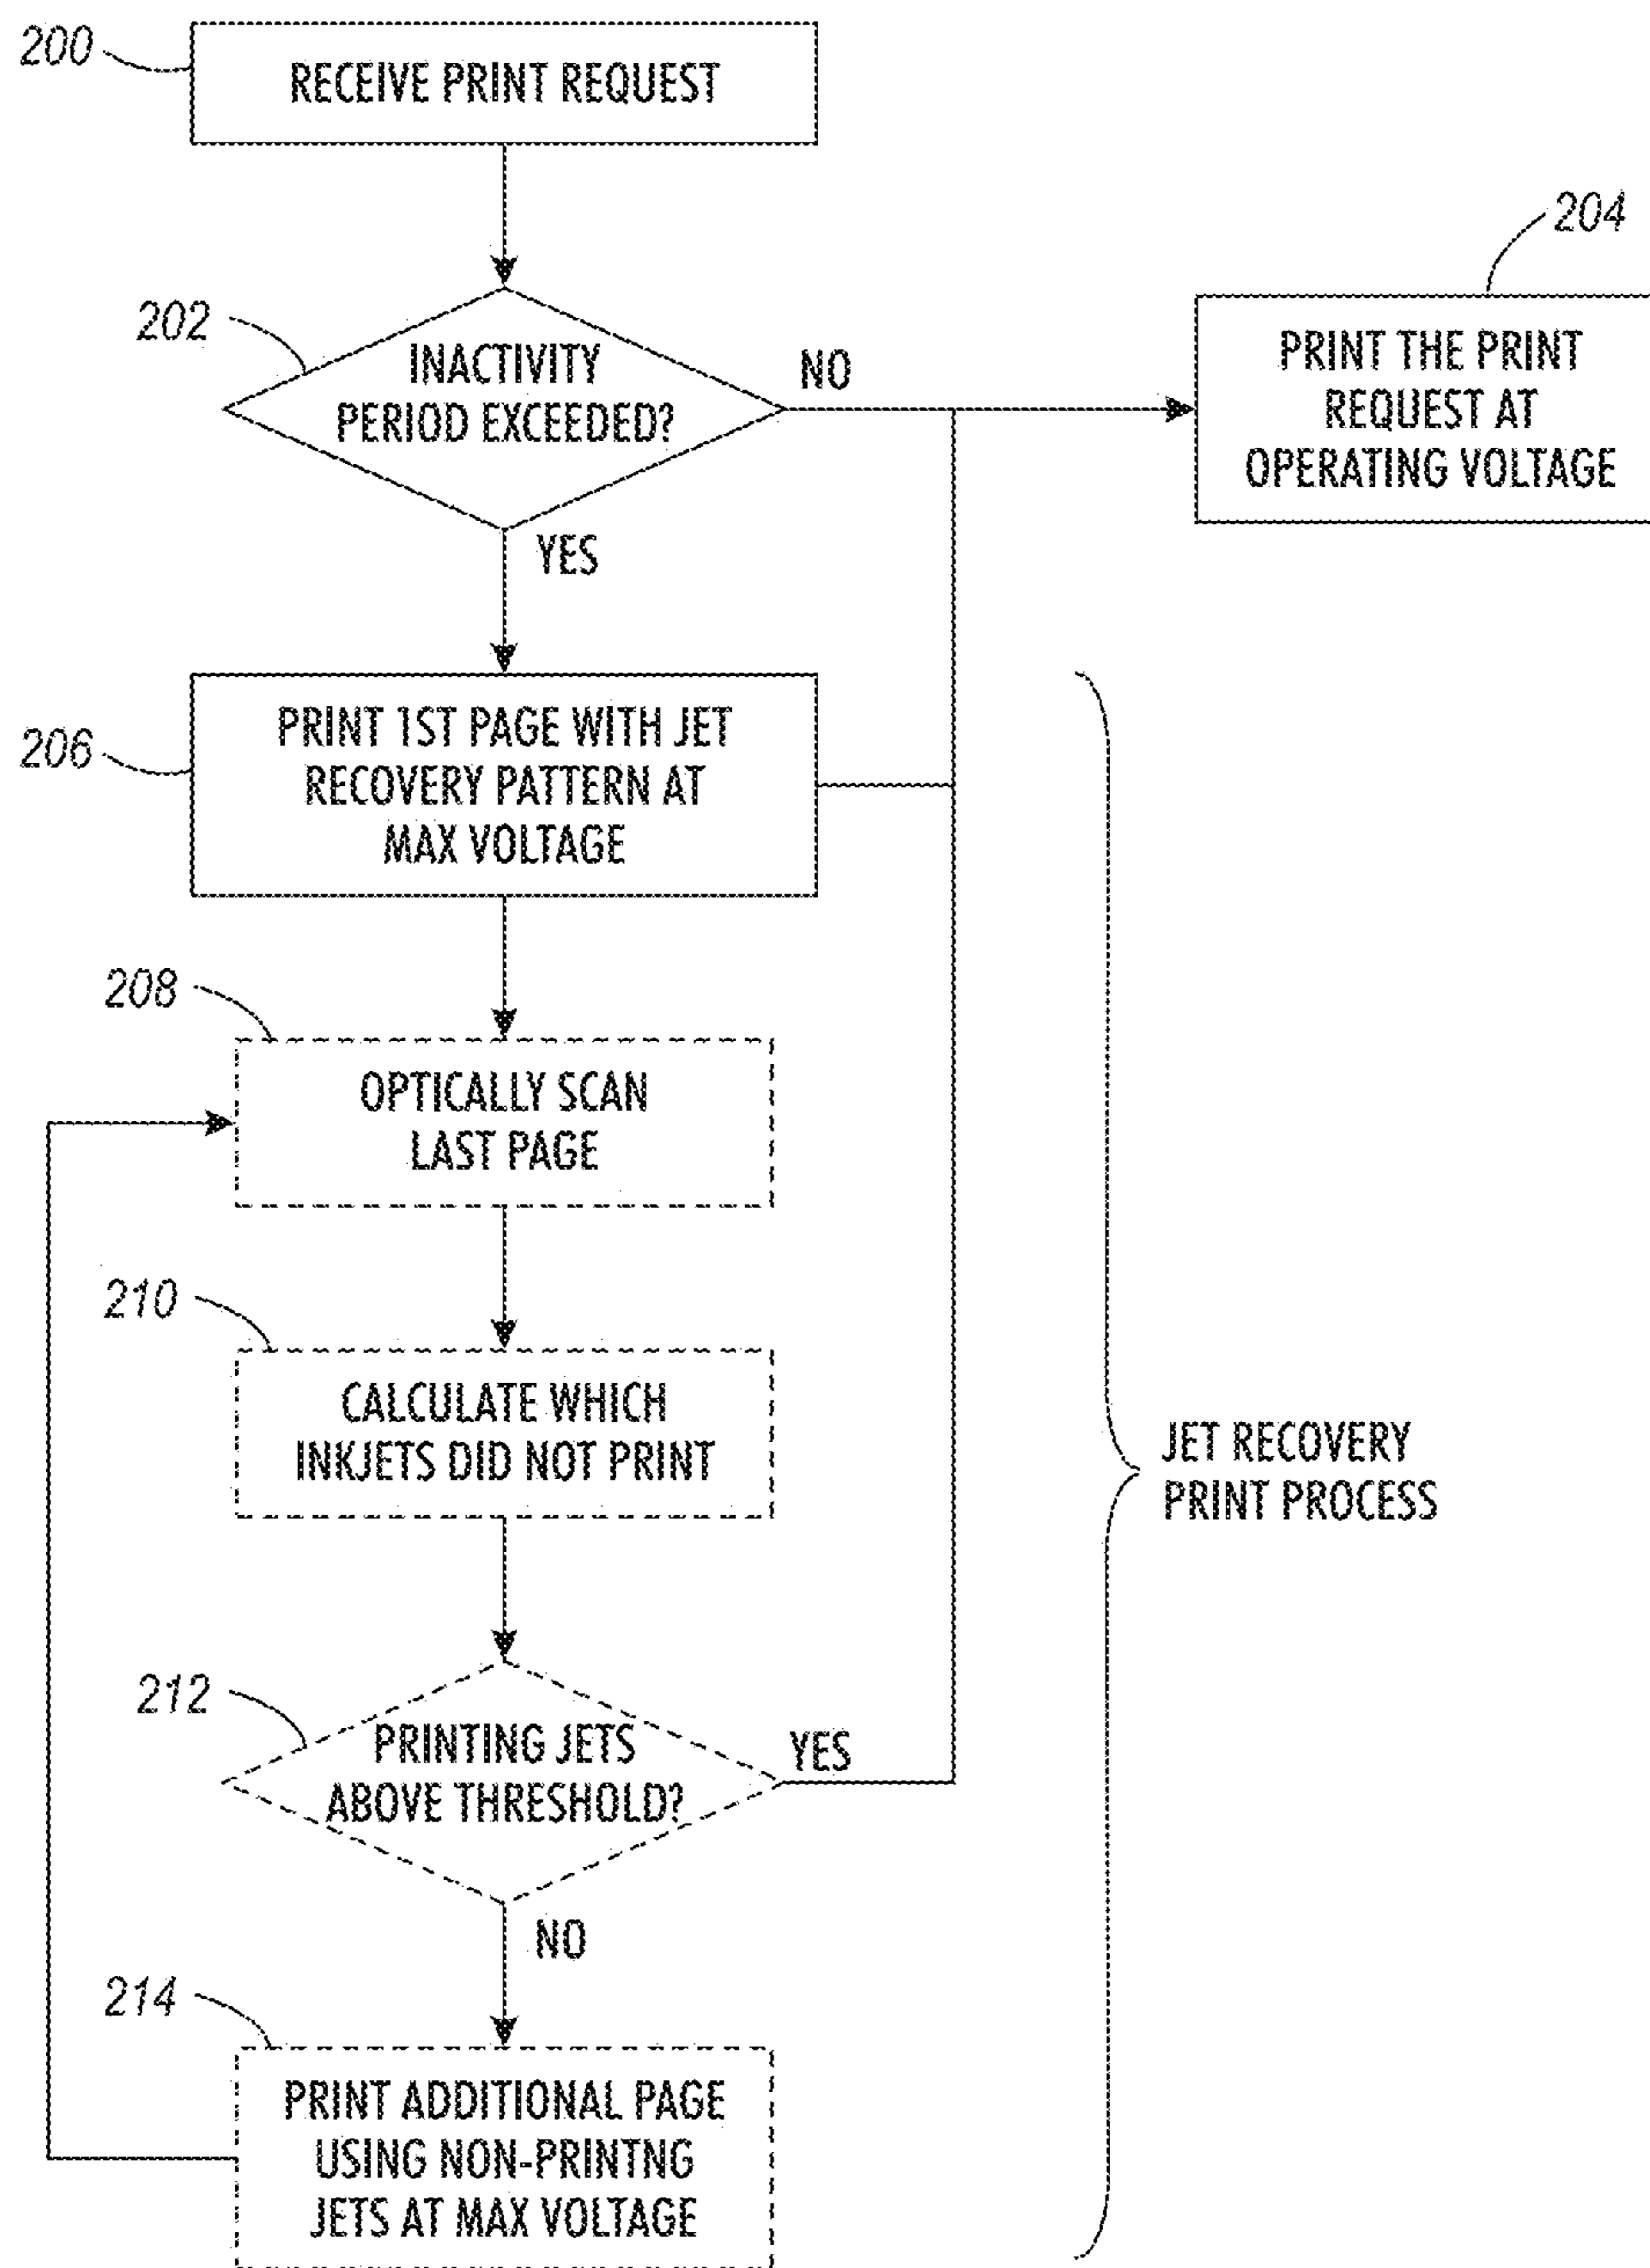 200
RECEIVE PRINT REQUEST
204
202
INACTIVITY
PERIOD EXCEEDED?
NO
PRINT THE PRINT
REQUEST AT
OPERATING VOLTAGE
YES
206
PRINT 1ST PAGE WITH JET
RECOVERY PATTERN AT
MAX VOLTAGE
208
OPTICALLY SCAN
LAST PAGE
210
CALCULATE WHICH
INKJETS DID NOT PRINT
JET RECOVERY
PRINT PROCESS
212
PRINTING JETS
ABOVE THRESHOLD?
YES
NO
214
PRINT ADDITIONAL PAGE
USING NON-PRINTNG
JETS AT MAX VOLTAGE